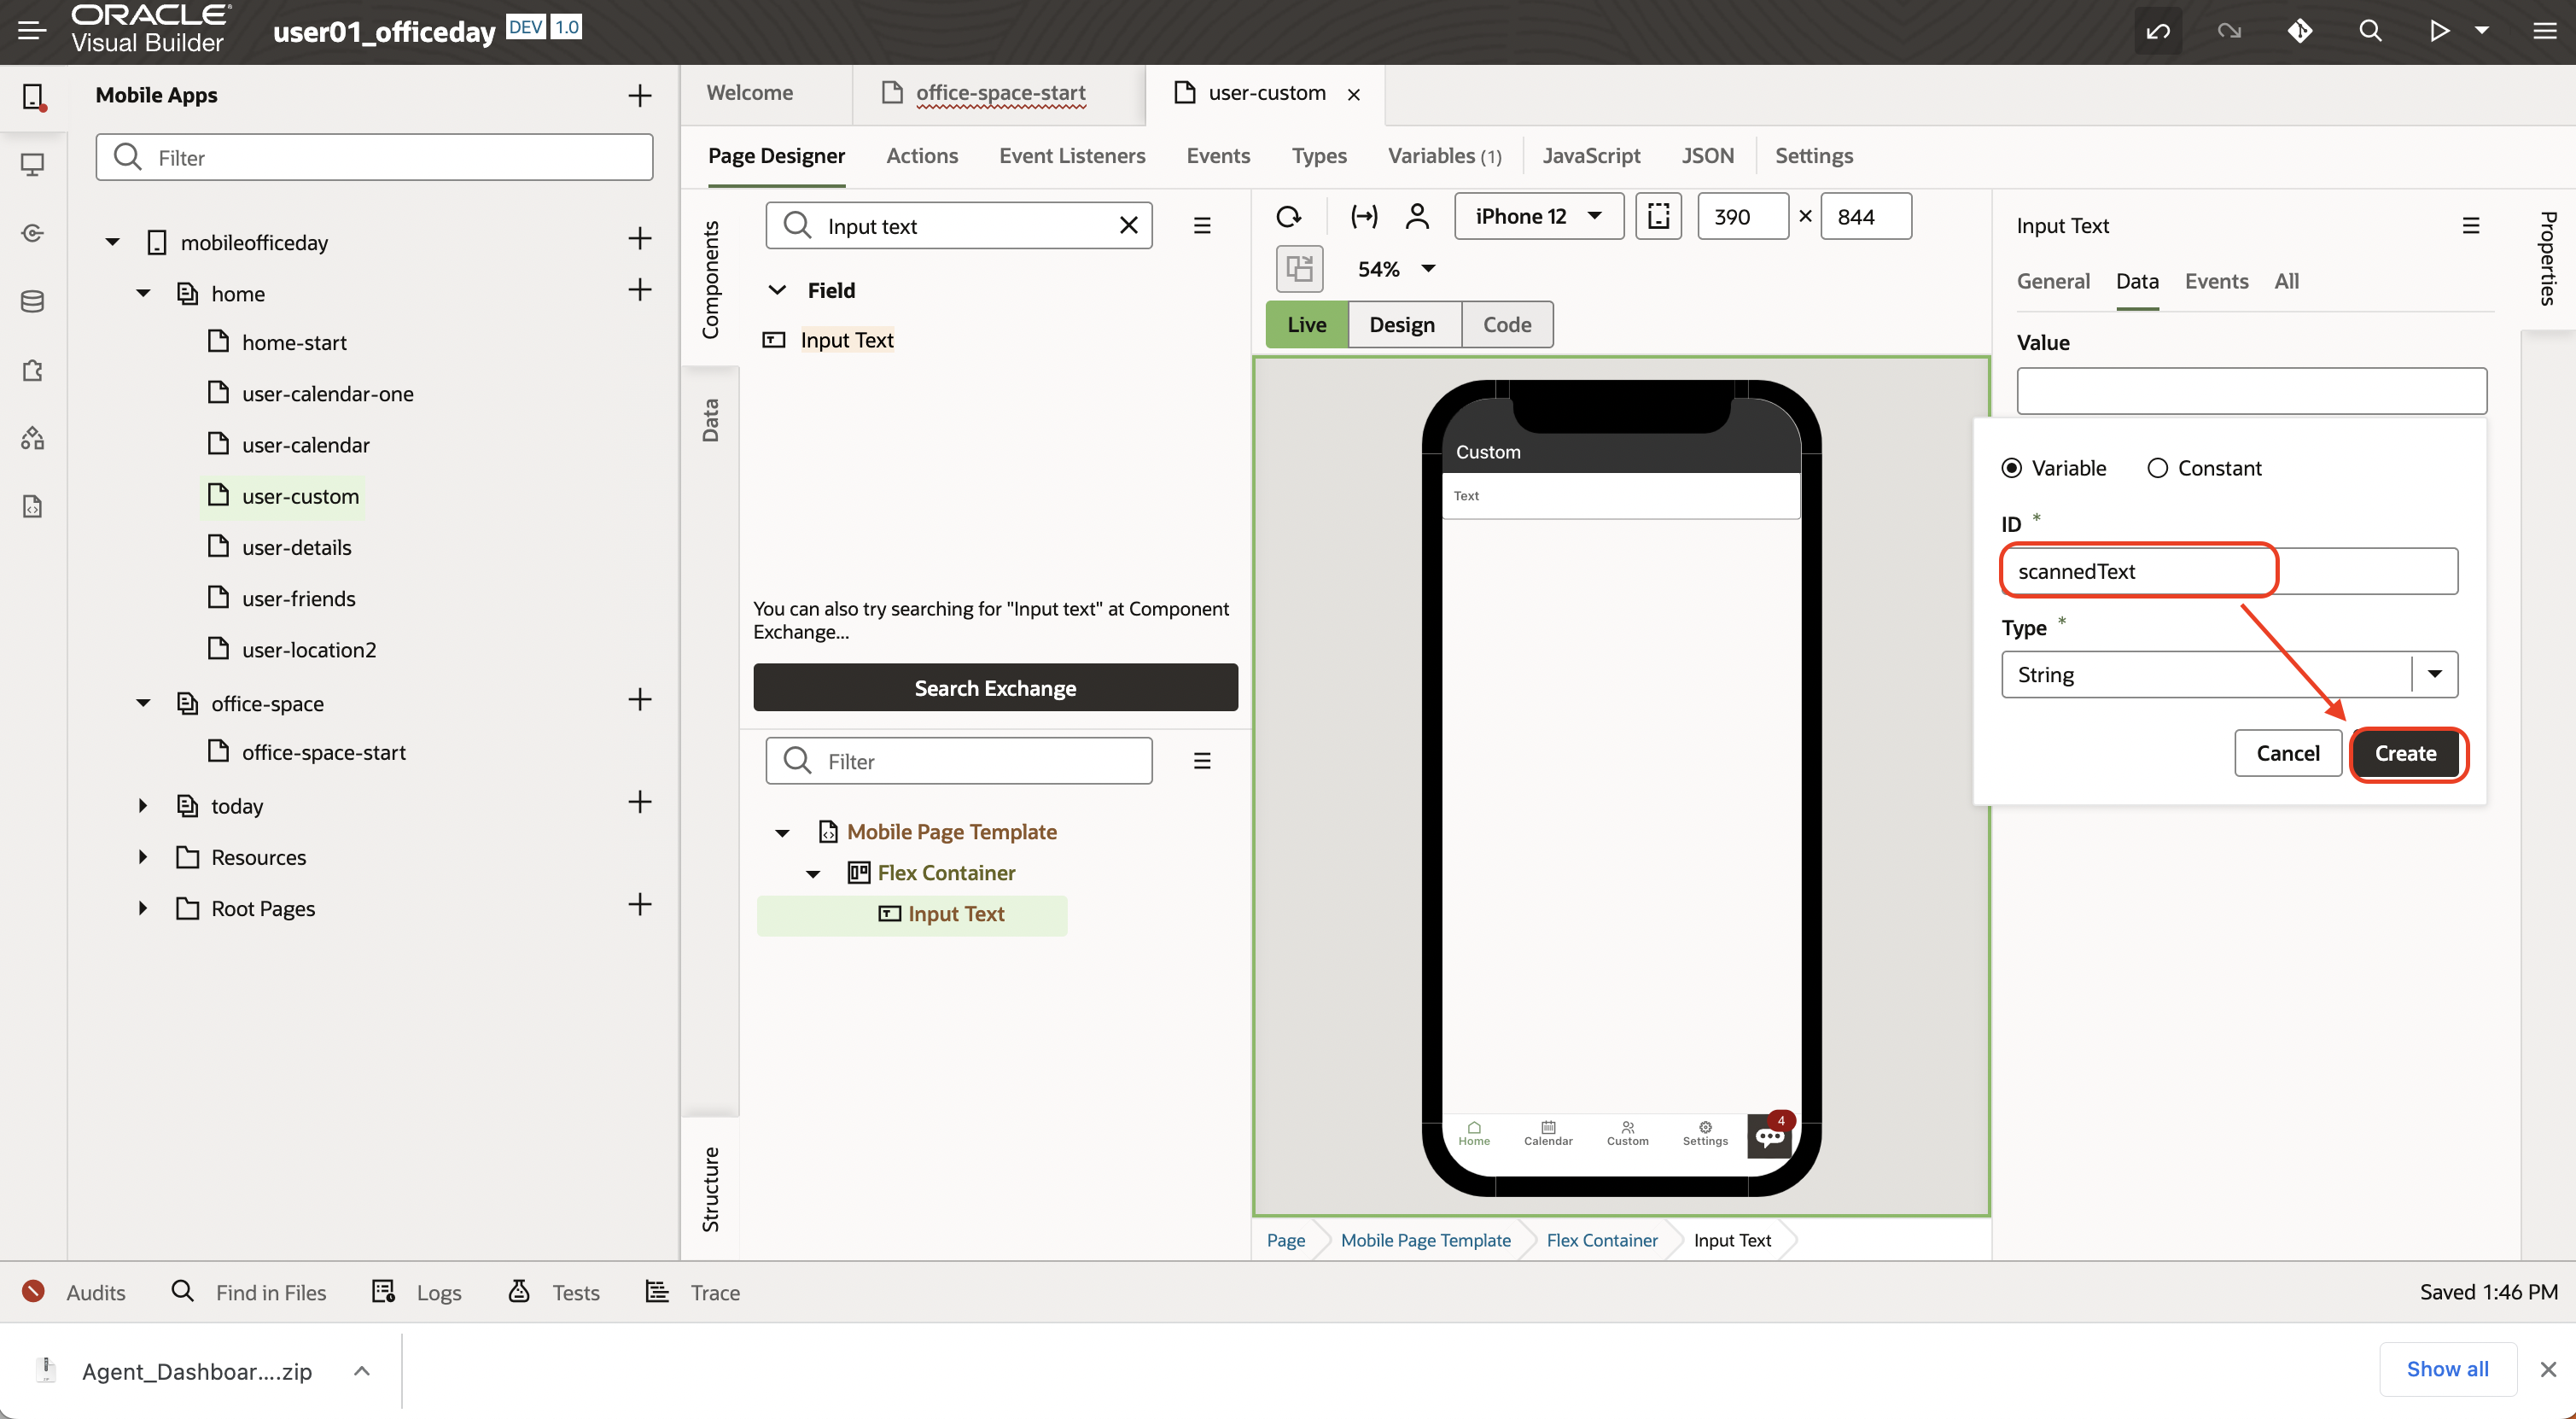 ORACLE
Visual Builder
user01_officeday
DEV
1.0
Mobile Apps
Filter
mobileofficeday
home
home-start
user-calendar-one
user-calendar
user-custom
user-details
user-friends
user-location2
office-space
office-space-start
today
Resources
Root Pages
Welcome
office-space-start
user-custom
Page Designer
Actions
Event Listeners
Events
Types
Variables (1)
JavaScript
JSON
Settings
Components
Data
Structure
Input text
Field
Input Text
You can also try searching for "Input text" at Component
Exchange...
Search Exchange
Filter
Mobile Page Template
Flex Container
Input Text
iPhone 12
390
×
844
54%
Live
Design
Code
Custom
Text
Home
Calendar
Custom
Settings
4
Page
Mobile Page Template
Flex Container
Input Text
Input Text
Properties
General
Data
Events
All
Value
Variable
Constant
ID *
scannedText
Type *
String
Cancel
Create
Audits
Find in Files
Logs
Tests
Trace
Saved 1:46 PM
Agent_Dashboar....zip
Show all